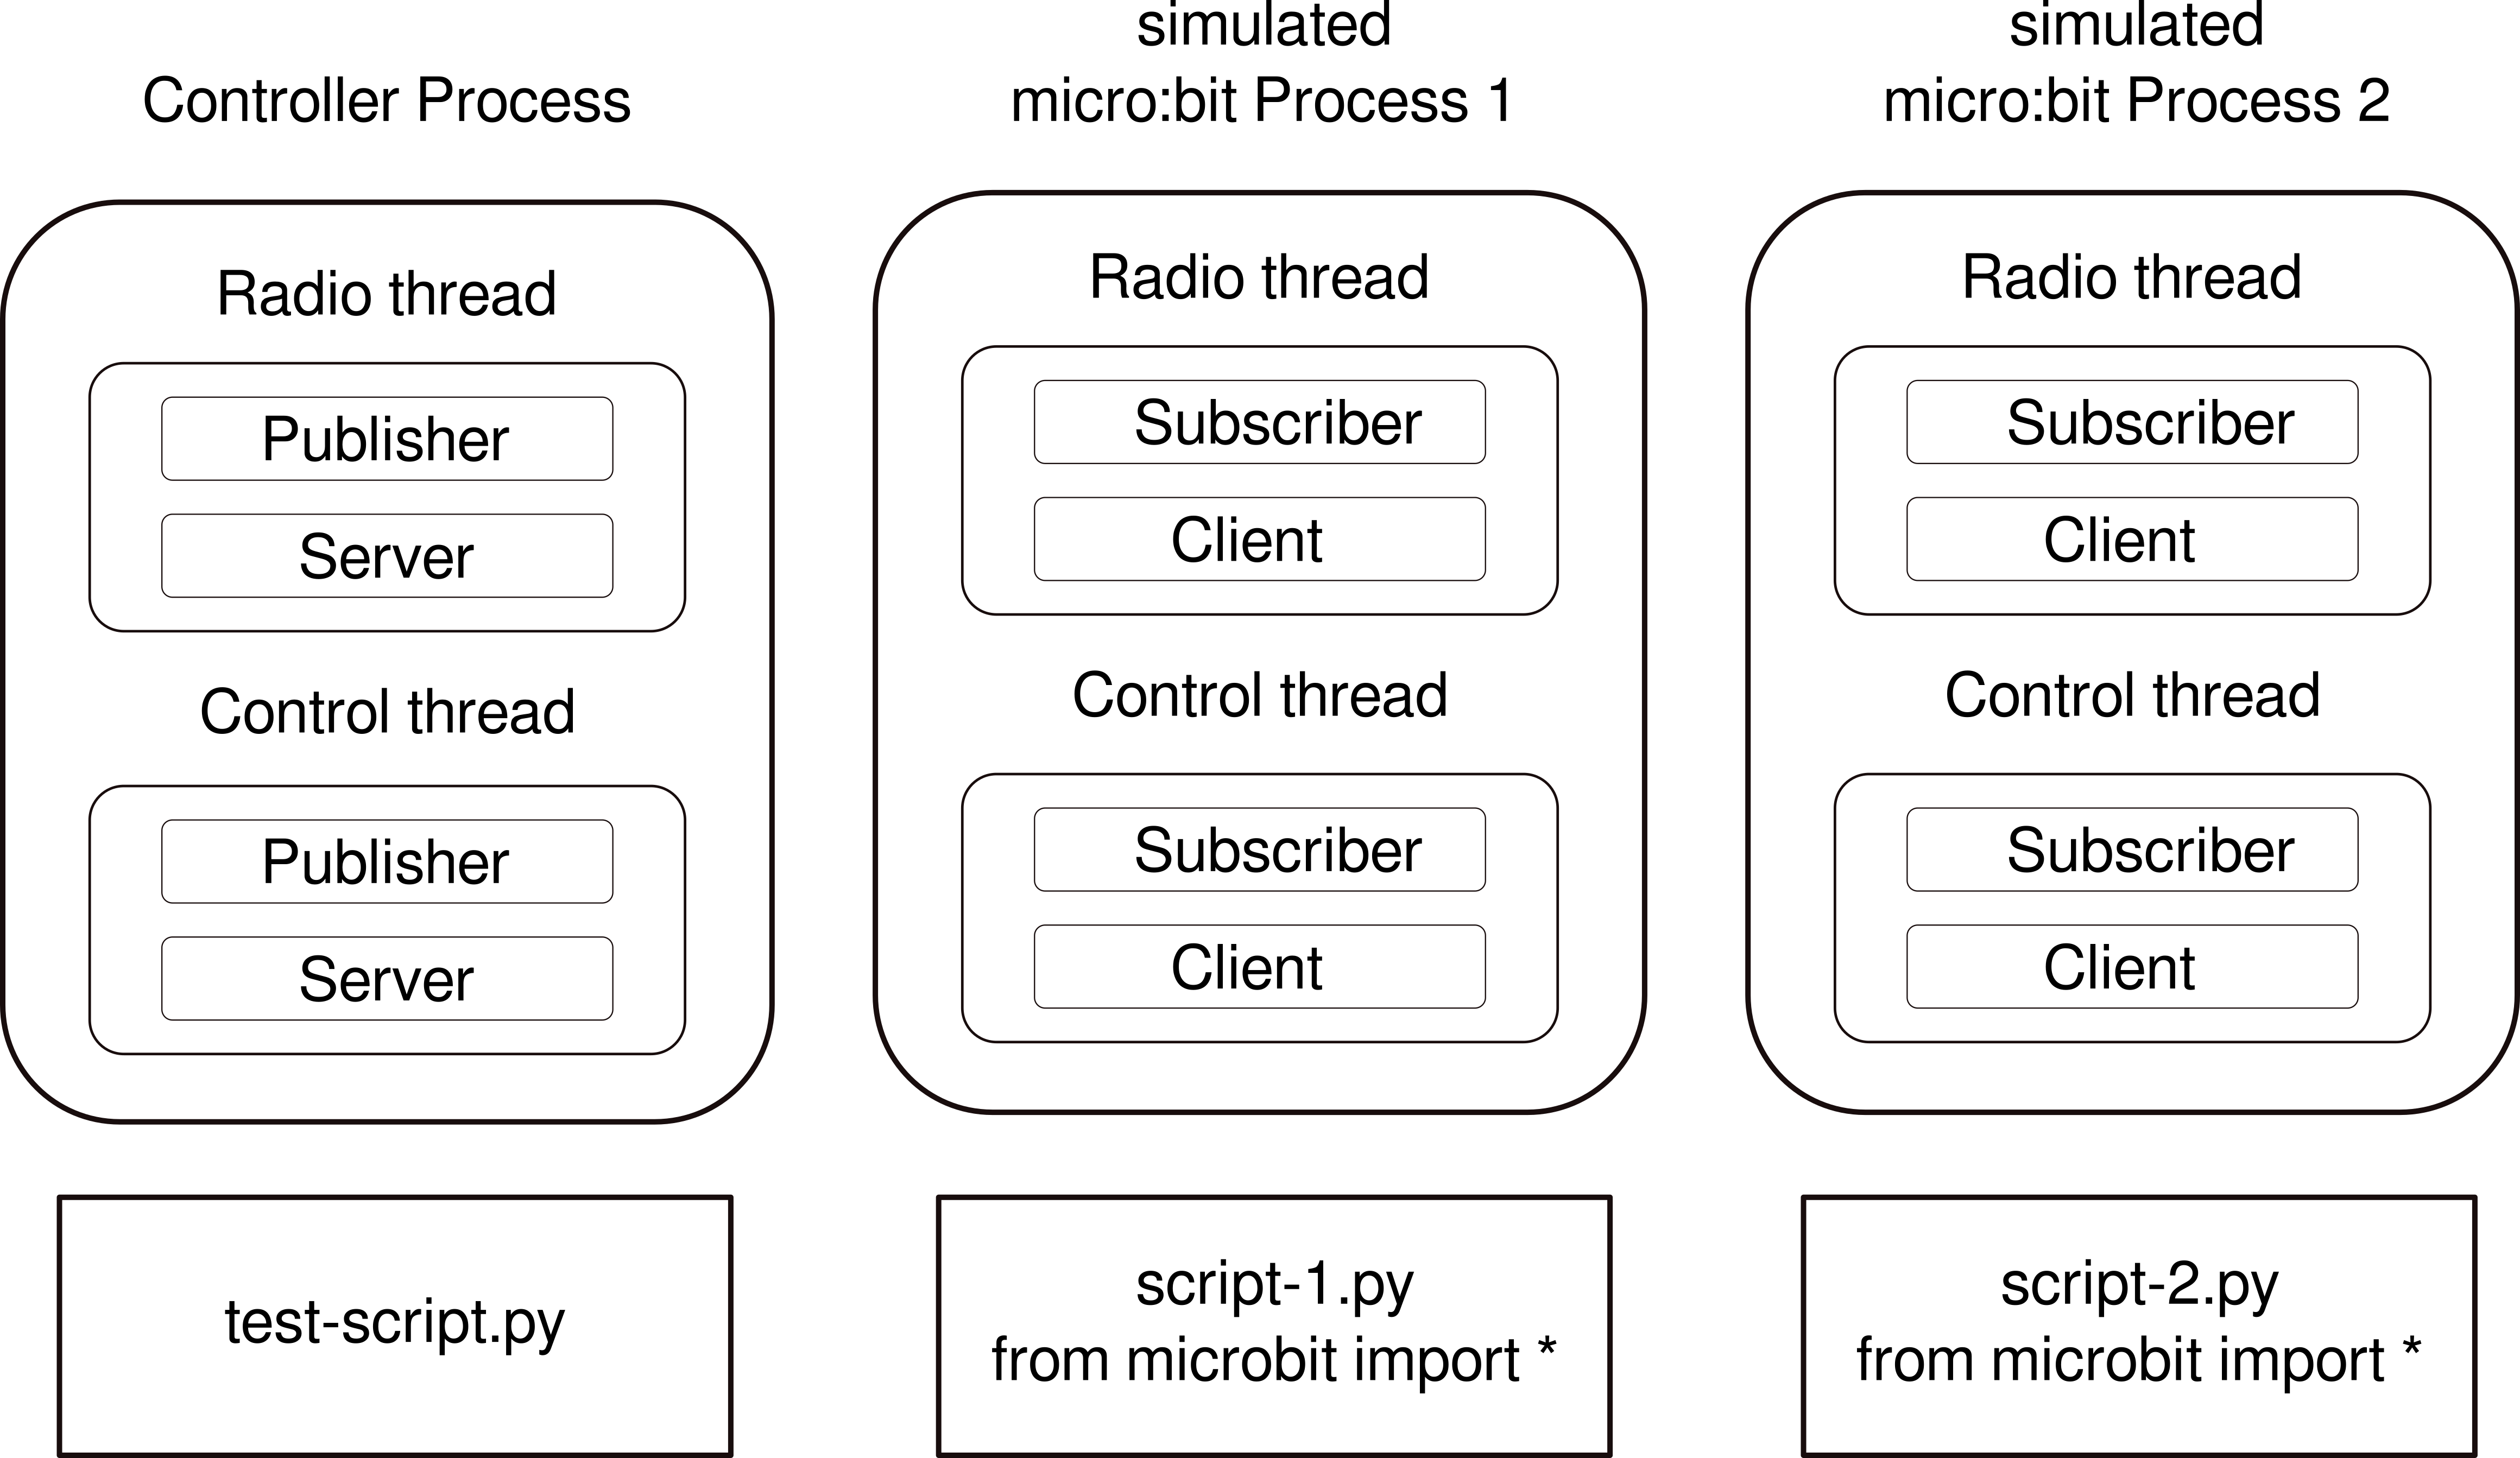 Controller Process
Radio thread
Publisher
Server
Control thread
Publisher
Server
test-script.py
simulated
micro:bit Process 1
Radio thread
Subscriber
Client
Control thread
Subscriber
Client
script-1.py
from microbit import *
simulated
micro:bit Process 2
Radio thread
Subscriber
Client
Control thread
Subscriber
Client
script-2.py
from microbit import *